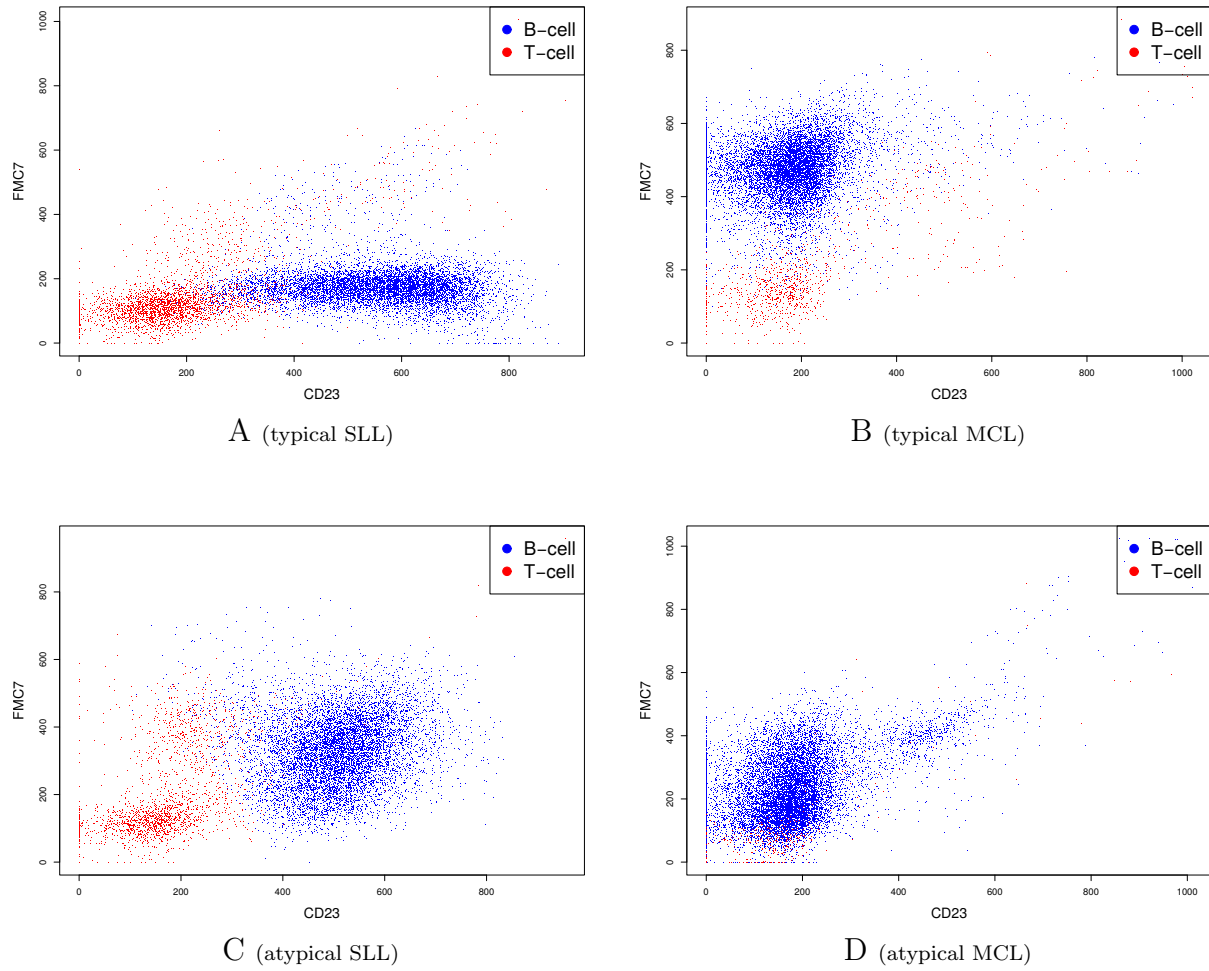 B-cell
T-cell
FMC7
0 200 400 600 800 1000
0 200 400 600 800
CD23
A (typical SLL)
B-cell
T-cell
FMC7
0 200 400 600 800
0 200 400 600 800 1000
CD23
B (typical MCL)
B-cell
T-cell
FMC7
0 200 400 600 800
0 200 400 600 800
CD23
C (atypical SLL)
B-cell
T-cell
FMC7
0 200 400 600 800 1000
0 200 400 600 800 1000
CD23
D (atypical MCL)